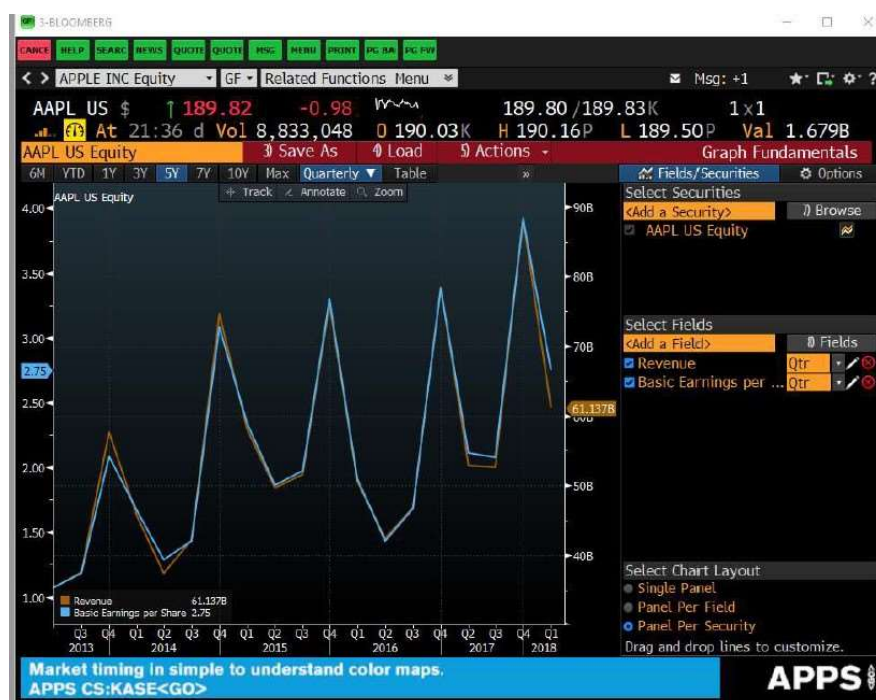 3-BLOOMBERG
CANCE HELP SEARC NEWS QUOTE QUOTE MSG MENU PRINT PG BA PG FW
< > APPLE INC Equity GF Related Functions Menu Msg: +1 ?
AAPL US $ ↑ 189.82 -0.98 189.80/189.83K 1x1
At 21:36 d Vol 8,833,048 O 190.03K H 190.16P L 189.50P Val 1.679B
AAPL US Equity 3) Save As 4) Load 5) Actions Graph Fundamentals
6M YTD 1Y 3Y 5Y 7Y 10Y Max Quarterly ▼ Table » Fields/Securities Options
Track Annotate Zoom
AAPL US Equity
4.00
3.50
3.00
2.75
2.50
2.00
1.50
1.00
90B
80B
70B
61.137B
60B
50B
40B
Revenue 61.137B
Basic Earnings per Share 2.75
Q3 Q4 Q1 Q2 Q3 Q4 Q1 Q2 Q3 Q4 Q1 Q2 Q3 Q4 Q1 Q2 Q3 Q4 Q1
2013 2014 2015 2016 2017 2018
Select Securities
<Add a Security> Browse
AAPL US Equity
Select Fields
<Add a Field> Fields
Revenue Qtr
Basic Earnings per ... Qtr
Select Chart Layout
Single Panel
Panel Per Field
Panel Per Security
Drag and drop lines to customize.
Market timing in simple to understand color maps.
APPS CS:KASE<GO>
APPS